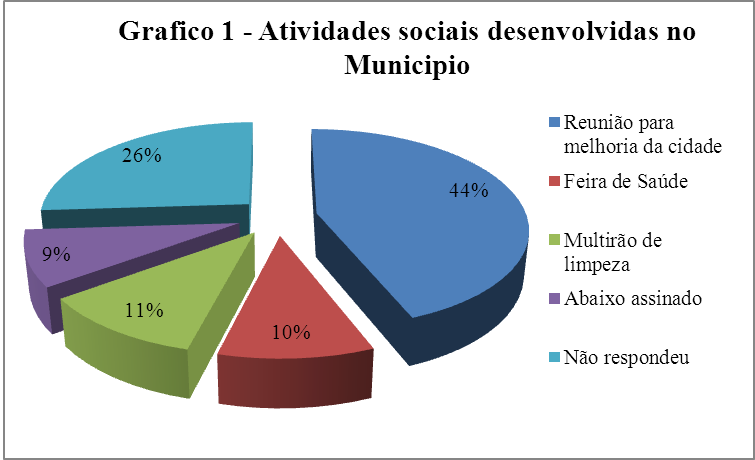 Grafico 1 - Atividades sociais desenvolvidas no
Municipio
26%
44%
9%
11%
10%
Reunião para
melhoria da cidade
Feira de Saúde
Multirão de
limpeza
Abaixo assinado
Não respondeu